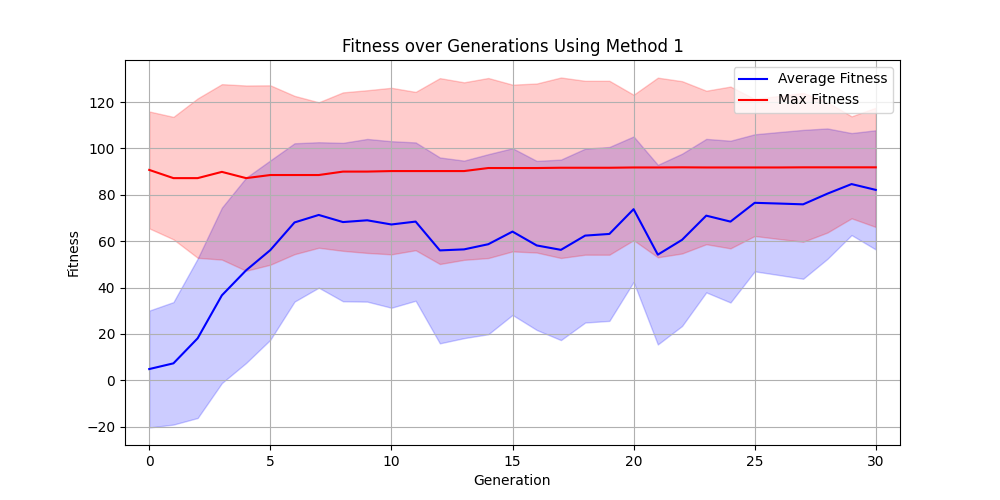 Fitness over Generations Using Method 1
Average Fitness
Max Fitness
Fitness
120
100
80
60
40
20
0
−20
0 5 10 15 20 25 30
Generation